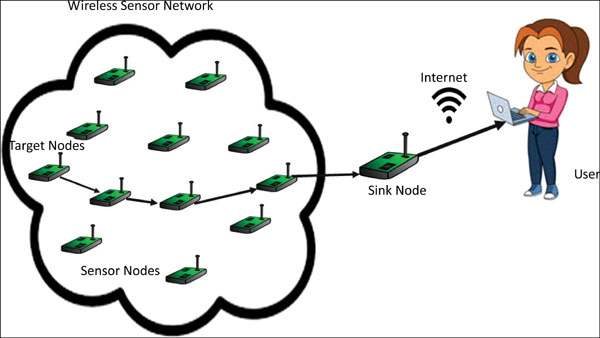 Wireless Sensor Network
Internet
Target Nodes
User
Sink Node
Sensor Nodes